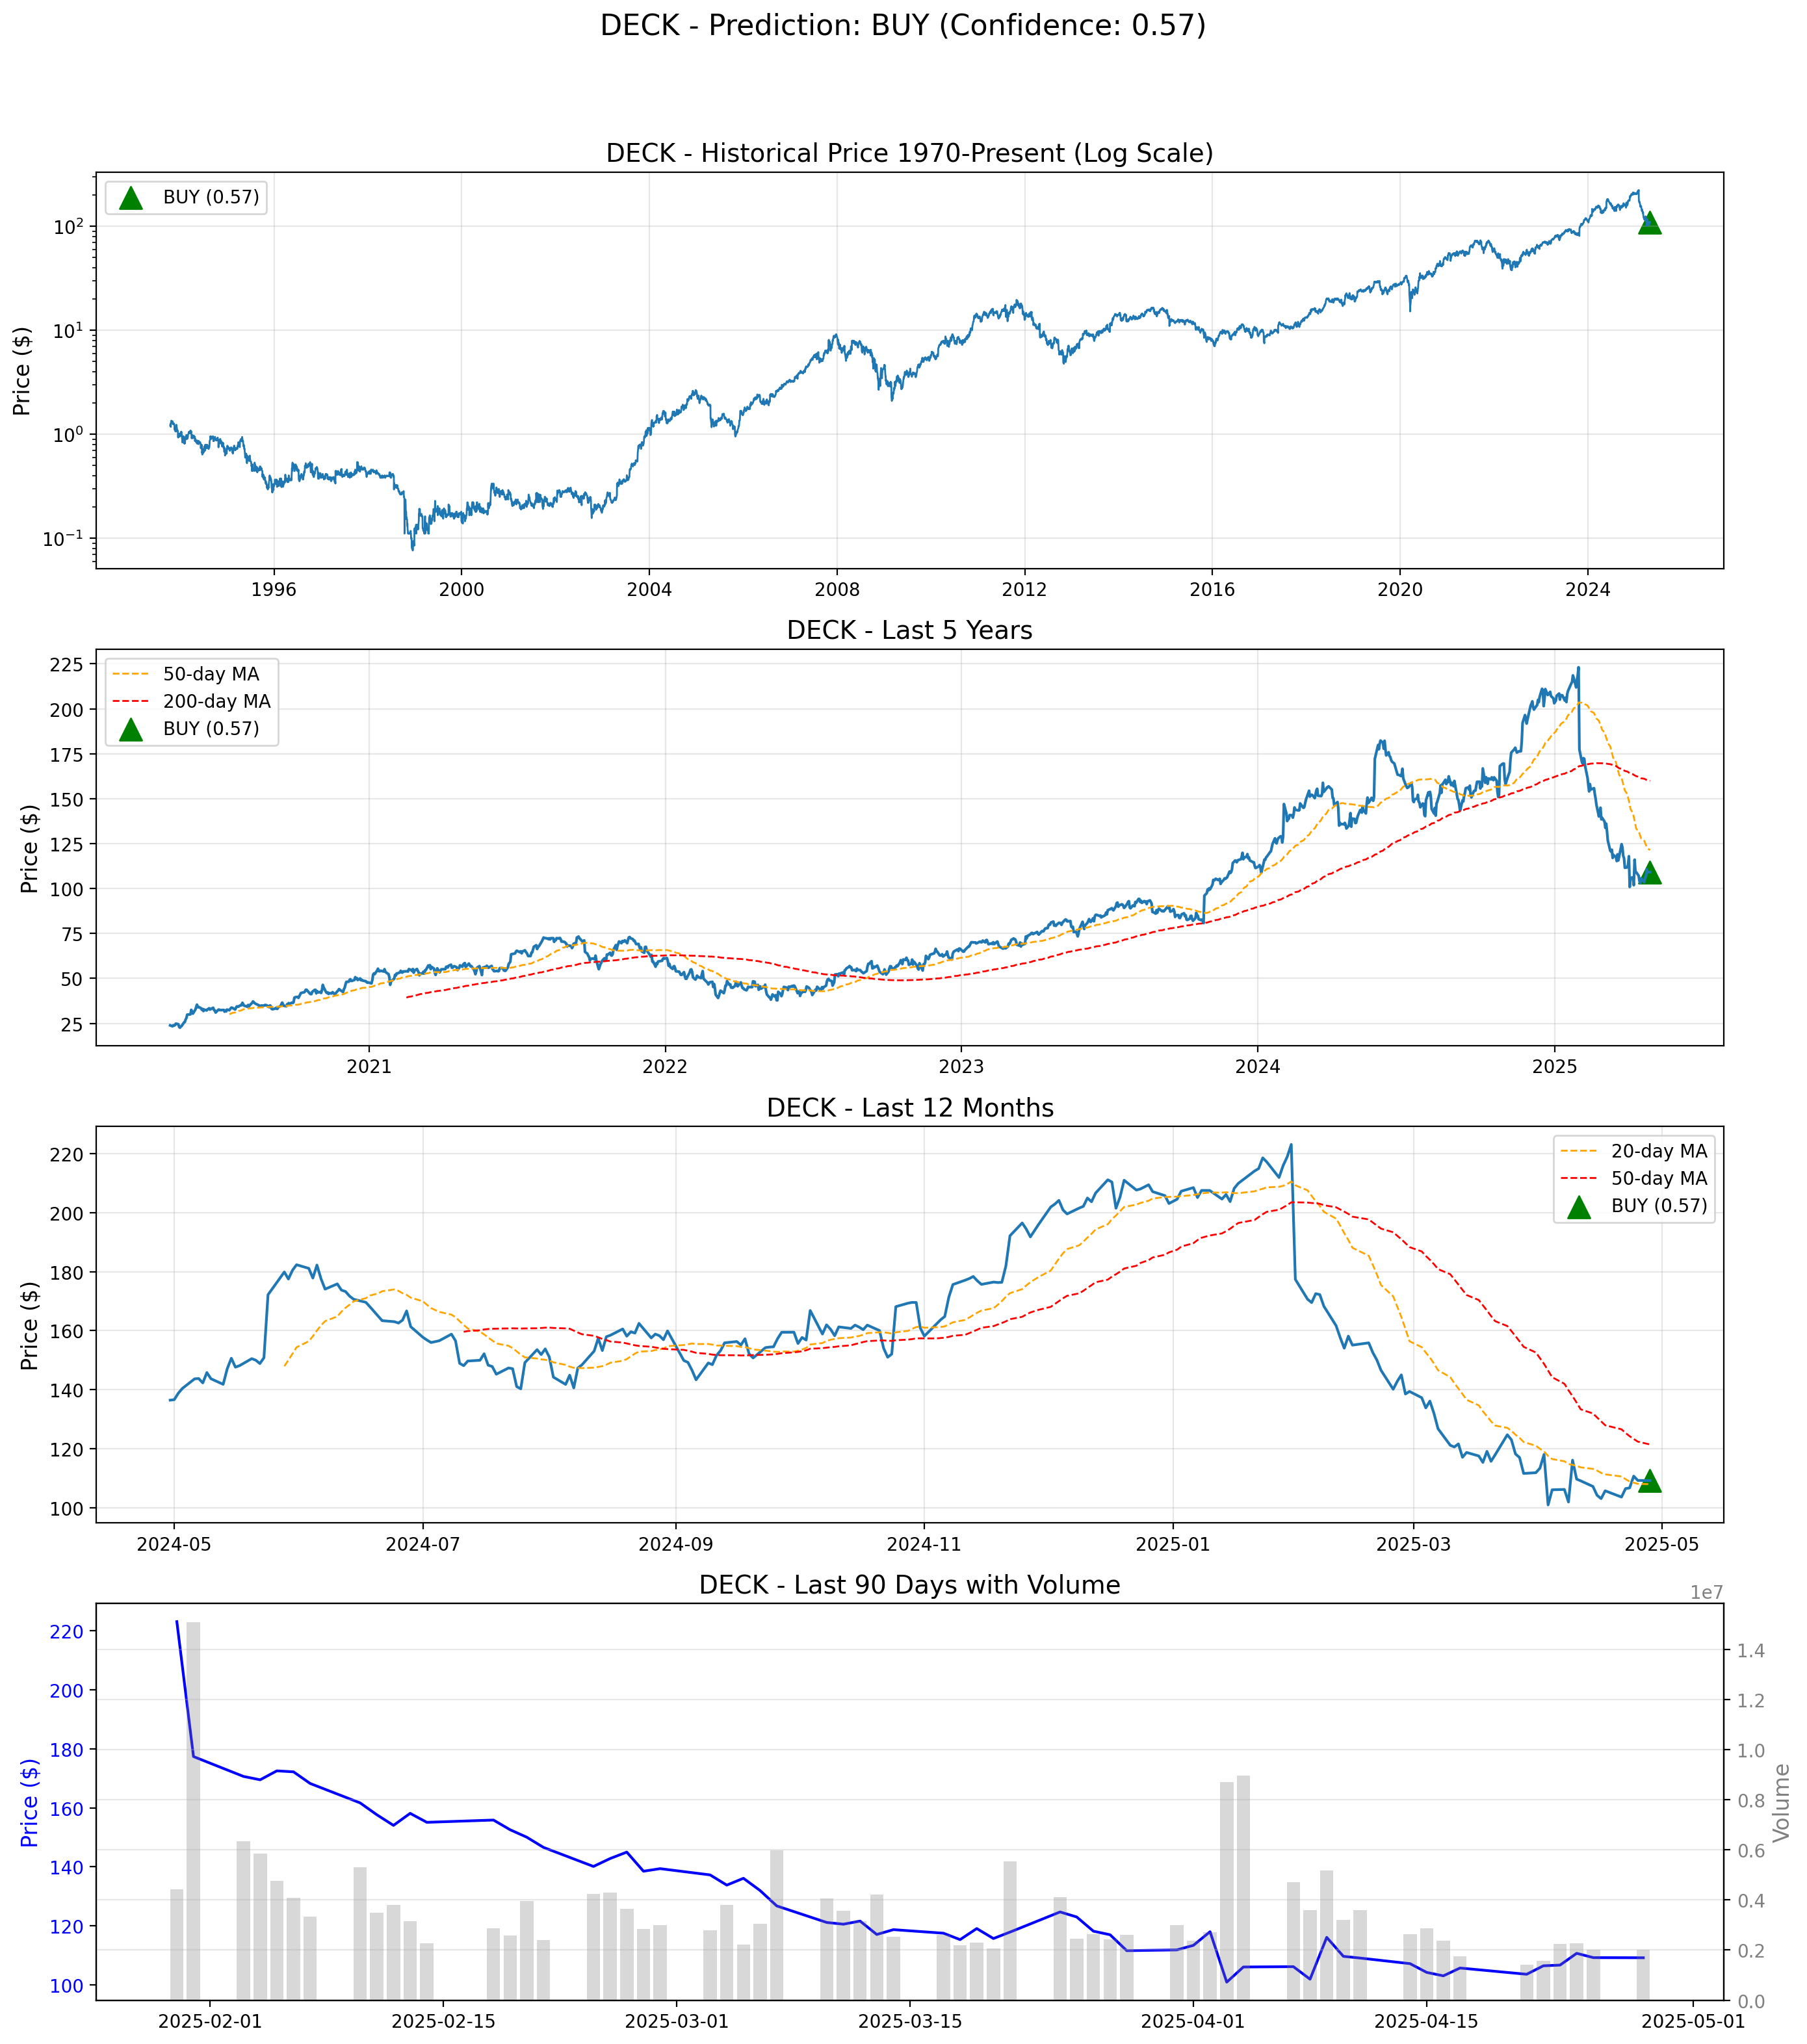 DECK - Prediction: BUY (Confidence: 0.57)
DECK - Historical Price 1970-Present (Log Scale)
BUY (0.57)
Price ($)
10²
10¹
10⁰
10⁻¹
1996 2000 2004 2008 2012 2016 2020 2024
DECK - Last 5 Years
50-day MA
200-day MA
BUY (0.57)
Price ($)
225
200
175
150
125
100
75
50
25
2021 2022 2023 2024 2025
DECK - Last 12 Months
20-day MA
50-day MA
BUY (0.57)
Price ($)
220
200
180
160
140
120
100
2024-05 2024-07 2024-09 2024-11 2025-01 2025-03 2025-05
DECK - Last 90 Days with Volume
1e7
Price ($)
220
200
180
160
140
120
100
Volume
1.4
1.2
1.0
0.8
0.6
0.4
0.2
0.0
2025-02-01 2025-02-15 2025-03-01 2025-03-15 2025-04-01 2025-04-15 2025-05-01